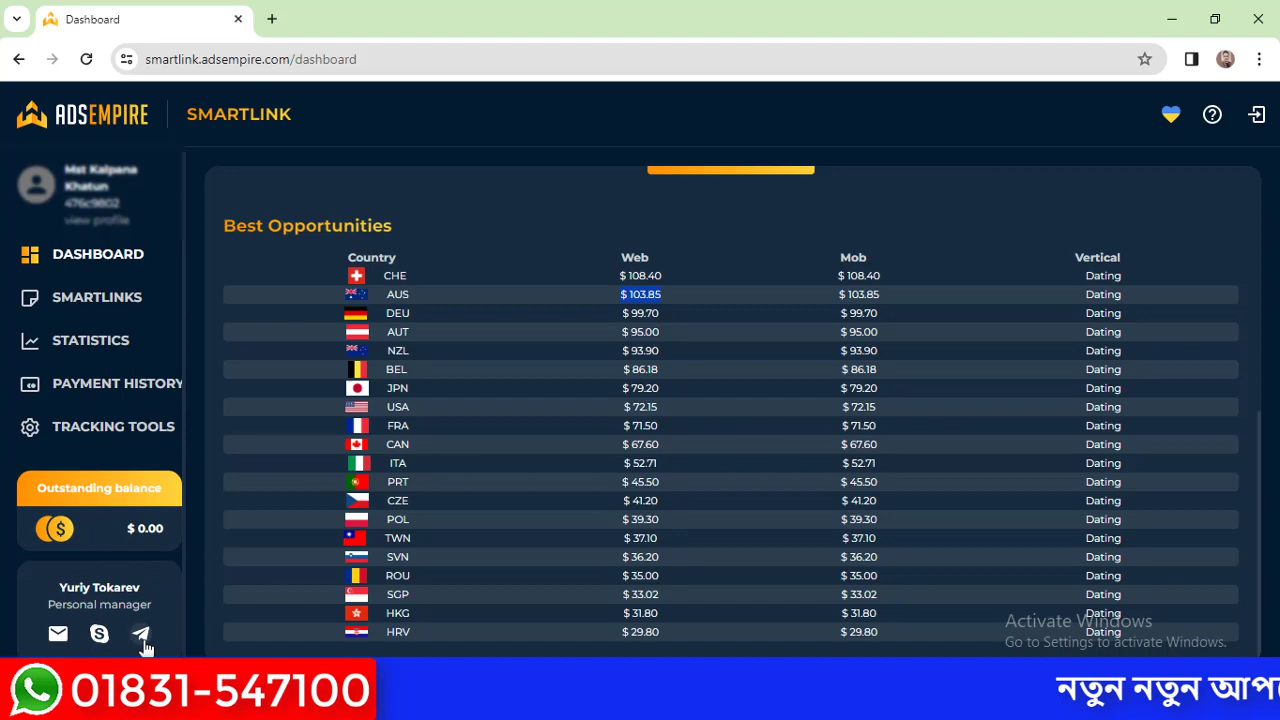 Dashboard
smartlink.adsempire.com/dashboard
ADSEMPIRE
SMARTLINK
Mst Kalpana
Khatun
476c9802
view profile
DASHBOARD
SMARTLINKS
STATISTICS
PAYMENT HISTORY
TRACKING TOOLS
Outstanding balance
$ 0.00
Yuriy Tokarev
Personal manager
Best Opportunities
Country Web Mob Vertical
CHE $ 108.40 $ 108.40 Dating
AUS $ 103.85 $ 103.85 Dating
DEU $ 99.70 $ 99.70 Dating
AUT $ 95.00 $ 95.00 Dating
NZL $ 93.90 $ 93.90 Dating
BEL $ 86.18 $ 86.18 Dating
JPN $ 79.20 $ 79.20 Dating
USA $ 72.15 $ 72.15 Dating
FRA $ 71.50 $ 71.50 Dating
CAN $ 67.60 $ 67.60 Dating
ITA $ 52.71 $ 52.71 Dating
PRT $ 45.50 $ 45.50 Dating
CZE $ 41.20 $ 41.20 Dating
POL $ 39.30 $ 39.30 Dating
TWN $ 37.10 $ 37.10 Dating
SVN $ 36.20 $ 36.20 Dating
ROU $ 35.00 $ 35.00 Dating
SGP $ 33.02 $ 33.02 Dating
HKG $ 31.80 $ 31.80 Dating
HRV $ 29.80 $ 29.80 Dating
Activate Windows
Go to Settings to activate Windows.
01831-547100
নতুন নতুন